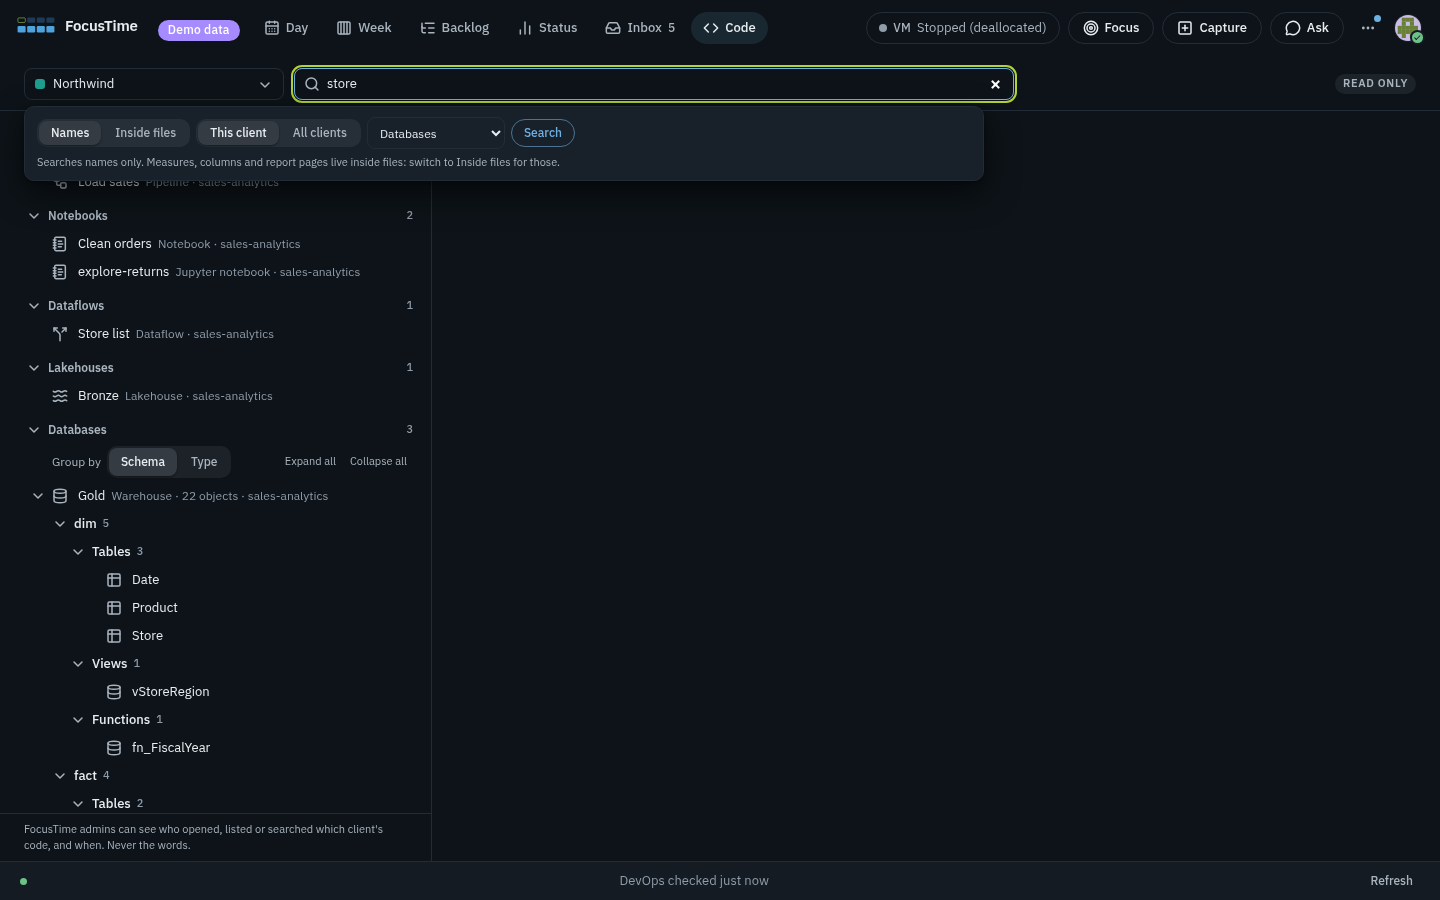 FocusTime
Demo data
Day
Week
Backlog
Status
Inbox 5
Code
VM Stopped (deallocated)
Focus
Capture
Ask
Northwind
store
READ ONLY
Names
Inside files
This client
All clients
Databases
Search
Searches names only. Measures, columns and report pages live inside files: switch to Inside files for those.
Load sales Pipeline · sales-analytics
Notebooks 2
Clean orders Notebook · sales-analytics
explore-returns Jupyter notebook · sales-analytics
Dataflows 1
Store list Dataflow · sales-analytics
Lakehouses 1
Bronze Lakehouse · sales-analytics
Databases 3
Group by Schema Type Expand all Collapse all
Gold Warehouse · 22 objects · sales-analytics
dim 5
Tables 3
Date
Product
Store
Views 1
vStoreRegion
Functions 1
fn_FiscalYear
fact 4
Tables 2
FocusTime admins can see who opened, listed or searched which client's
code, and when. Never the words.
DevOps checked just now
Refresh